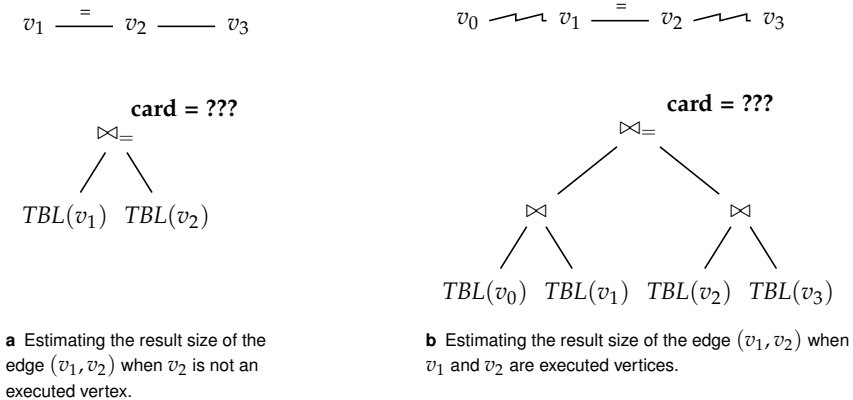 v₁ = v₂ v₃
card = ???
⋈₌
TBL(v₁) TBL(v₂)
a Estimating the result size of the
edge (v₁, v₂) when v₂ is not an
executed vertex.
v₀ v₁ = v₂ v₃
card = ???
⋈₌
⋈ ⋈
TBL(v₀) TBL(v₁) TBL(v₂) TBL(v₃)
b Estimating the result size of the edge (v₁, v₂) when
v₁ and v₂ are executed vertices.